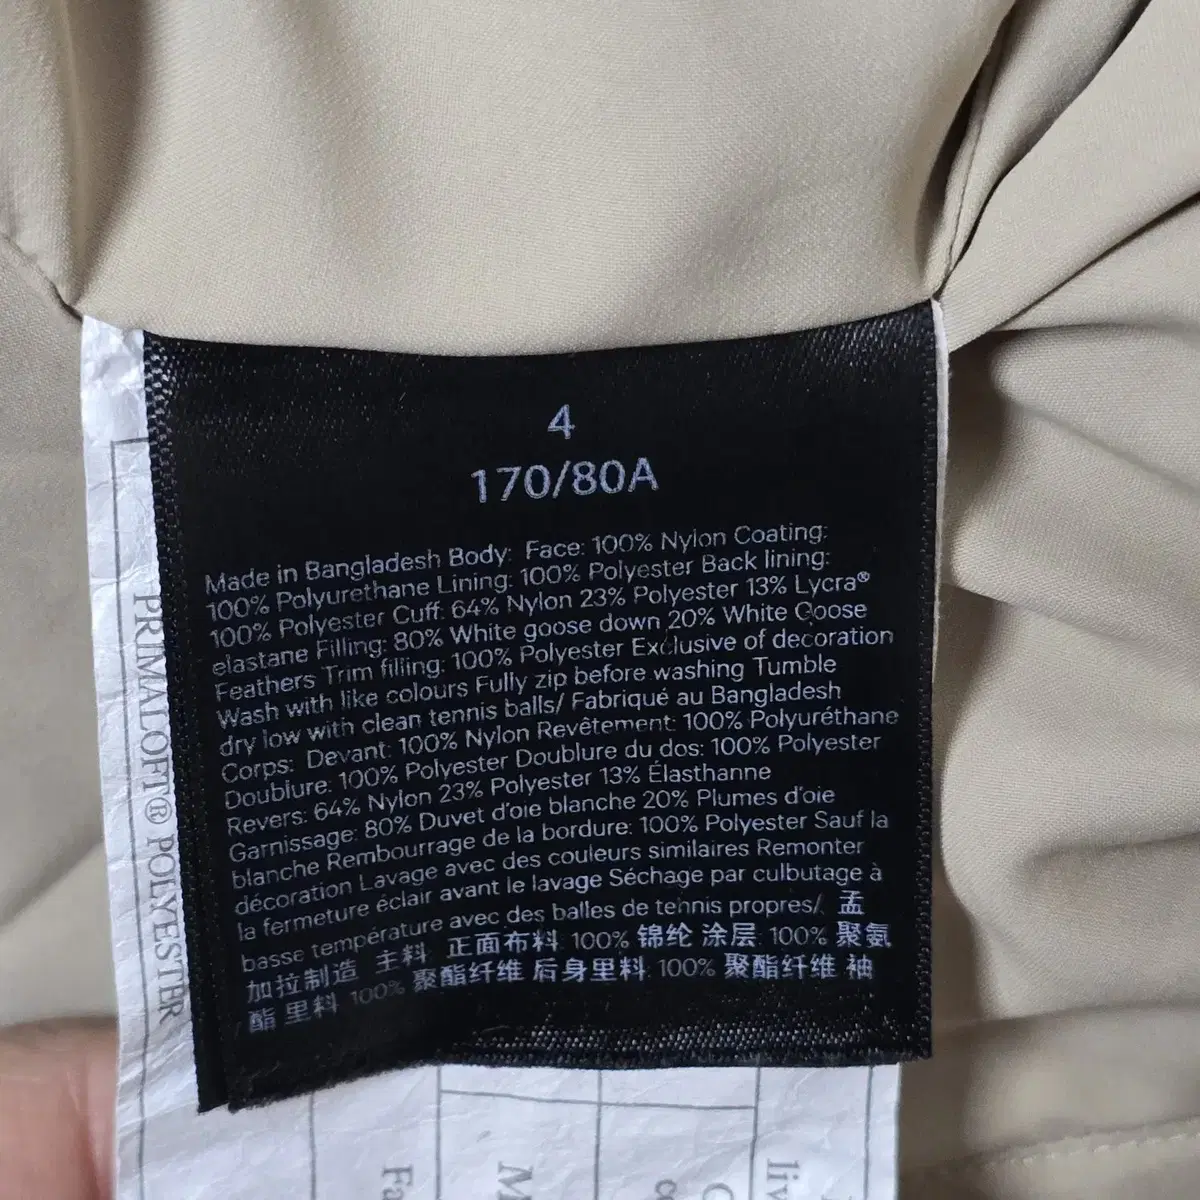 4
170/80A
Made in Bangladesh Body: Face: 100% Nylon Coating:
100% Polyurethane Lining: 100% Polyester Back lining:
100% Polyester Cuff: 64% Nylon 23% Polyester 13% Lycra®
elastane Filling: 80% White goose down 20% White Goose
Feathers Trim filling: 100% Polyester Exclusive of decoration
Wash with like colours Fully zip before washing Tumble
dry low with clean tennis balls/ Fabriqué au Bangladesh
Corps: Devant: 100% Nylon Revêtement: 100% Polyuréthane
Doublure: 100% Polyester Doublure du dos: 100% Polyester
Revers: 64% Nylon 23% Polyester 13% Élasthanne
Garnissage: 80% Duvet d'oie blanche 20% Plumes d'oie
blanche Rembourrage de la bordure: 100% Polyester Sauf la
décoration Lavage avec des couleurs similaires Remonter
la fermeture éclair avant le lavage Séchage par culbutage à
basse température avec des balles de tennis propres/ 孟
加拉制造 主料 正面布料 100% 锦纶 涂层 100% 聚氨
酯 里料 100% 聚酯纤维 后身里料 100% 聚酯纤维 袖
PRIMALOFT® POLYESTER